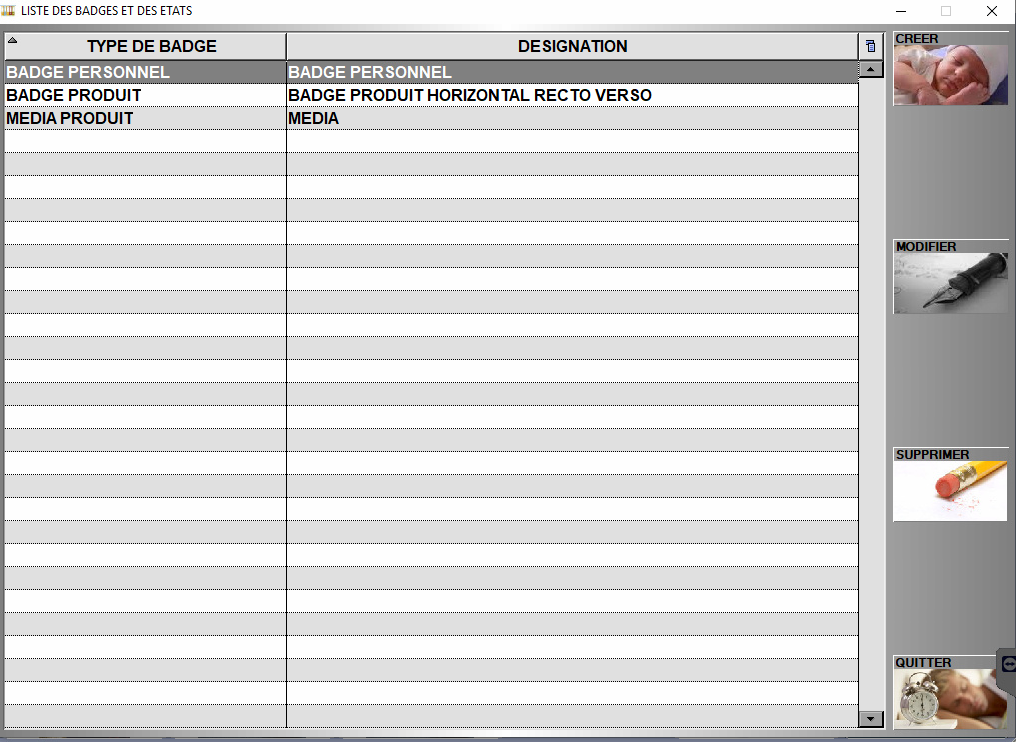 LISTE DES BADGES ET DES ETATS
TYPE DE BADGE DESIGNATION
BADGE PERSONNEL BADGE PERSONNEL
BADGE PRODUIT BADGE PRODUIT HORIZONTAL RECTO VERSO
MEDIA PRODUIT MEDIA
CREER
MODIFIER
SUPPRIMER
QUITTER